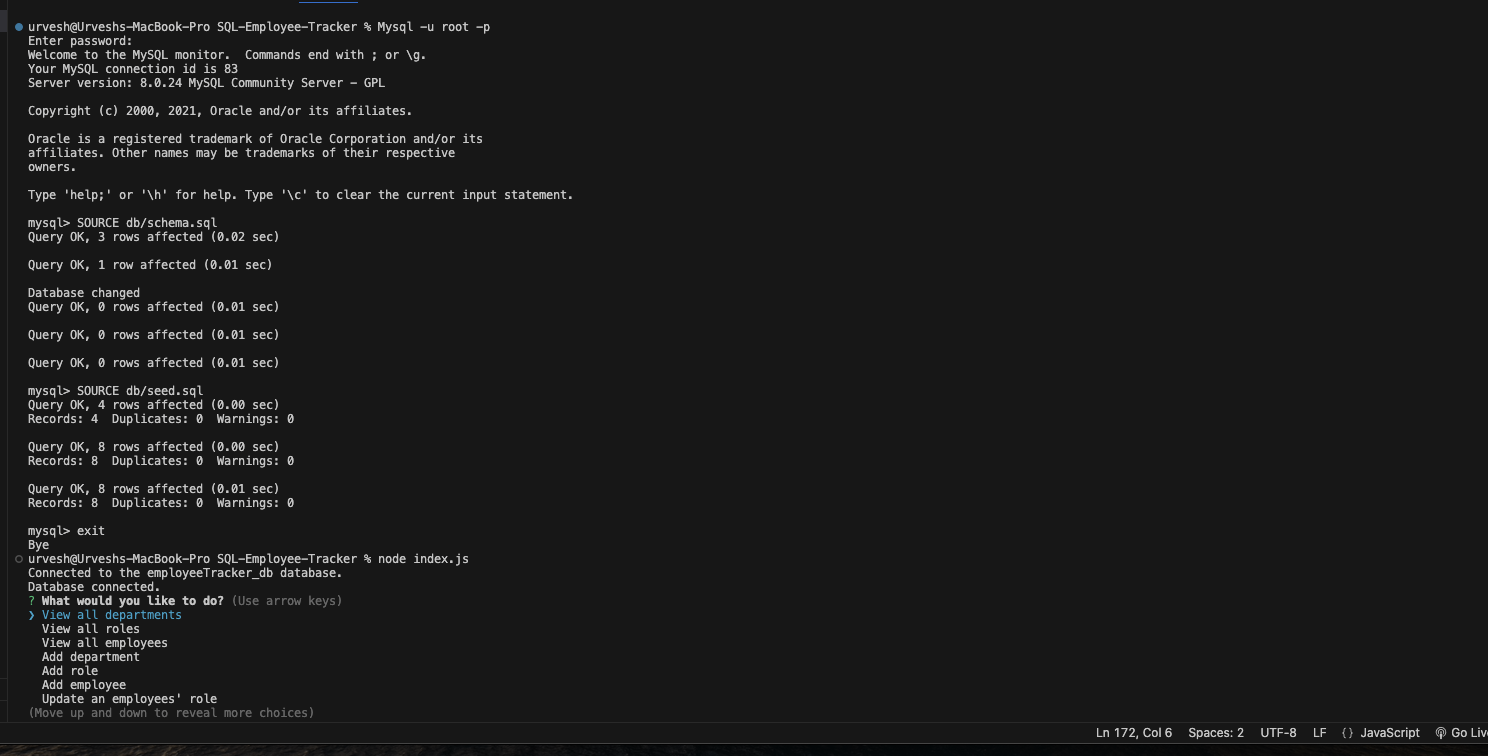 urvesh@Urveshs-MacBook-Pro SQL-Employee-Tracker % Mysql -u root -p
Enter password:
Welcome to the MySQL monitor.  Commands end with ; or \g.
Your MySQL connection id is 83
Server version: 8.0.24 MySQL Community Server - GPL
Copyright (c) 2000, 2021, Oracle and/or its affiliates.
Oracle is a registered trademark of Oracle Corporation and/or its
affiliates. Other names may be trademarks of their respective
owners.
Type 'help;' or '\h' for help. Type '\c' to clear the current input statement.
mysql> SOURCE db/schema.sql
Query OK, 3 rows affected (0.02 sec)
Query OK, 1 row affected (0.01 sec)
Database changed
Query OK, 0 rows affected (0.01 sec)
Query OK, 0 rows affected (0.01 sec)
Query OK, 0 rows affected (0.01 sec)
mysql> SOURCE db/seed.sql
Query OK, 4 rows affected (0.00 sec)
Records: 4  Duplicates: 0  Warnings: 0
Query OK, 8 rows affected (0.00 sec)
Records: 8  Duplicates: 0  Warnings: 0
Query OK, 8 rows affected (0.01 sec)
Records: 8  Duplicates: 0  Warnings: 0
mysql> exit
Bye
urvesh@Urveshs-MacBook-Pro SQL-Employee-Tracker % node index.js
Connected to the employeeTracker_db database.
Database connected.
? What would you like to do? (Use arrow keys)
❯ View all departments
View all roles
View all employees
Add department
Add role
Add employee
Update an employees' role
(Move up and down to reveal more choices)
Ln 172, Col 6 Spaces: 2 UTF-8 LF {} JavaScript Go Live